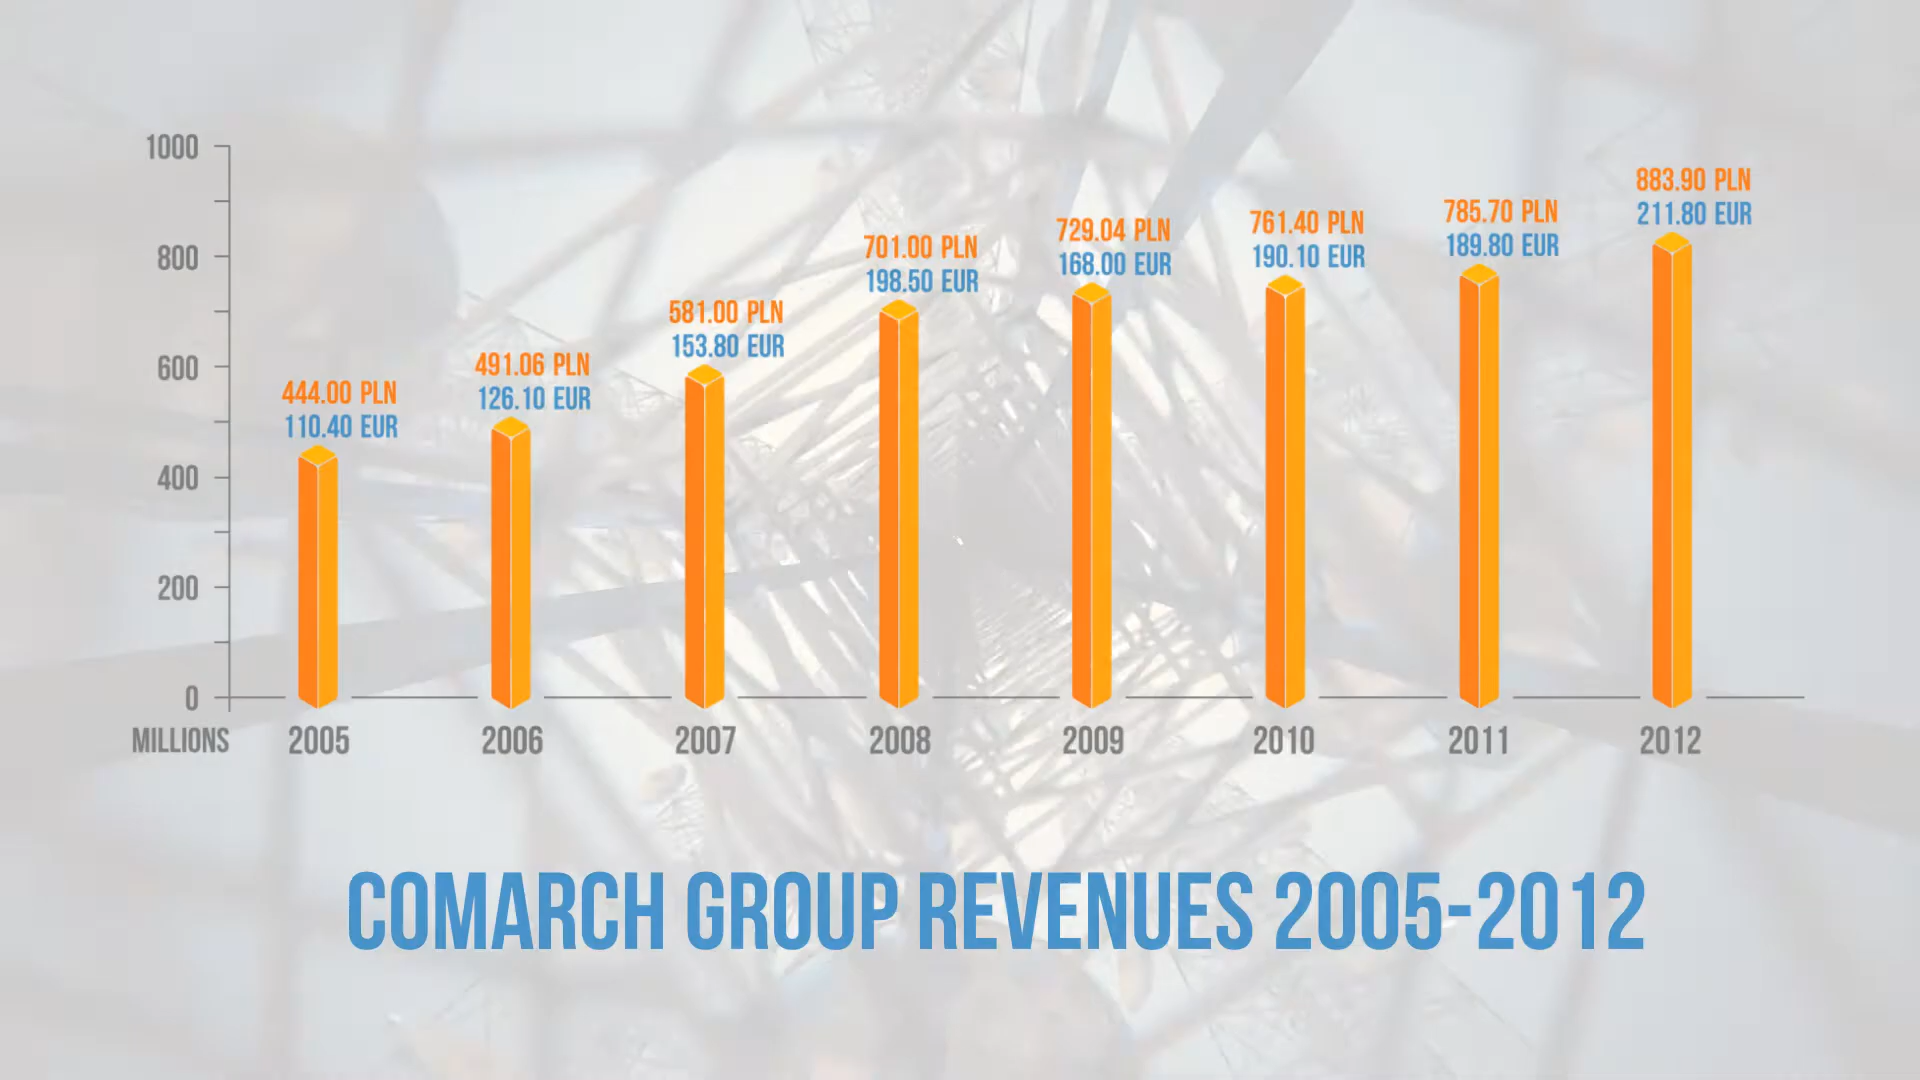 1000
800
600
400
200
0
MILLIONS
444.00 PLN
110.40 EUR
491.06 PLN
126.10 EUR
581.00 PLN
153.80 EUR
701.00 PLN
198.50 EUR
729.04 PLN
168.00 EUR
761.40 PLN
190.10 EUR
785.70 PLN
189.80 EUR
883.90 PLN
211.80 EUR
2005
2006
2007
2008
2009
2010
2011
2012
COMARCH GROUP REVENUES 2005-2012